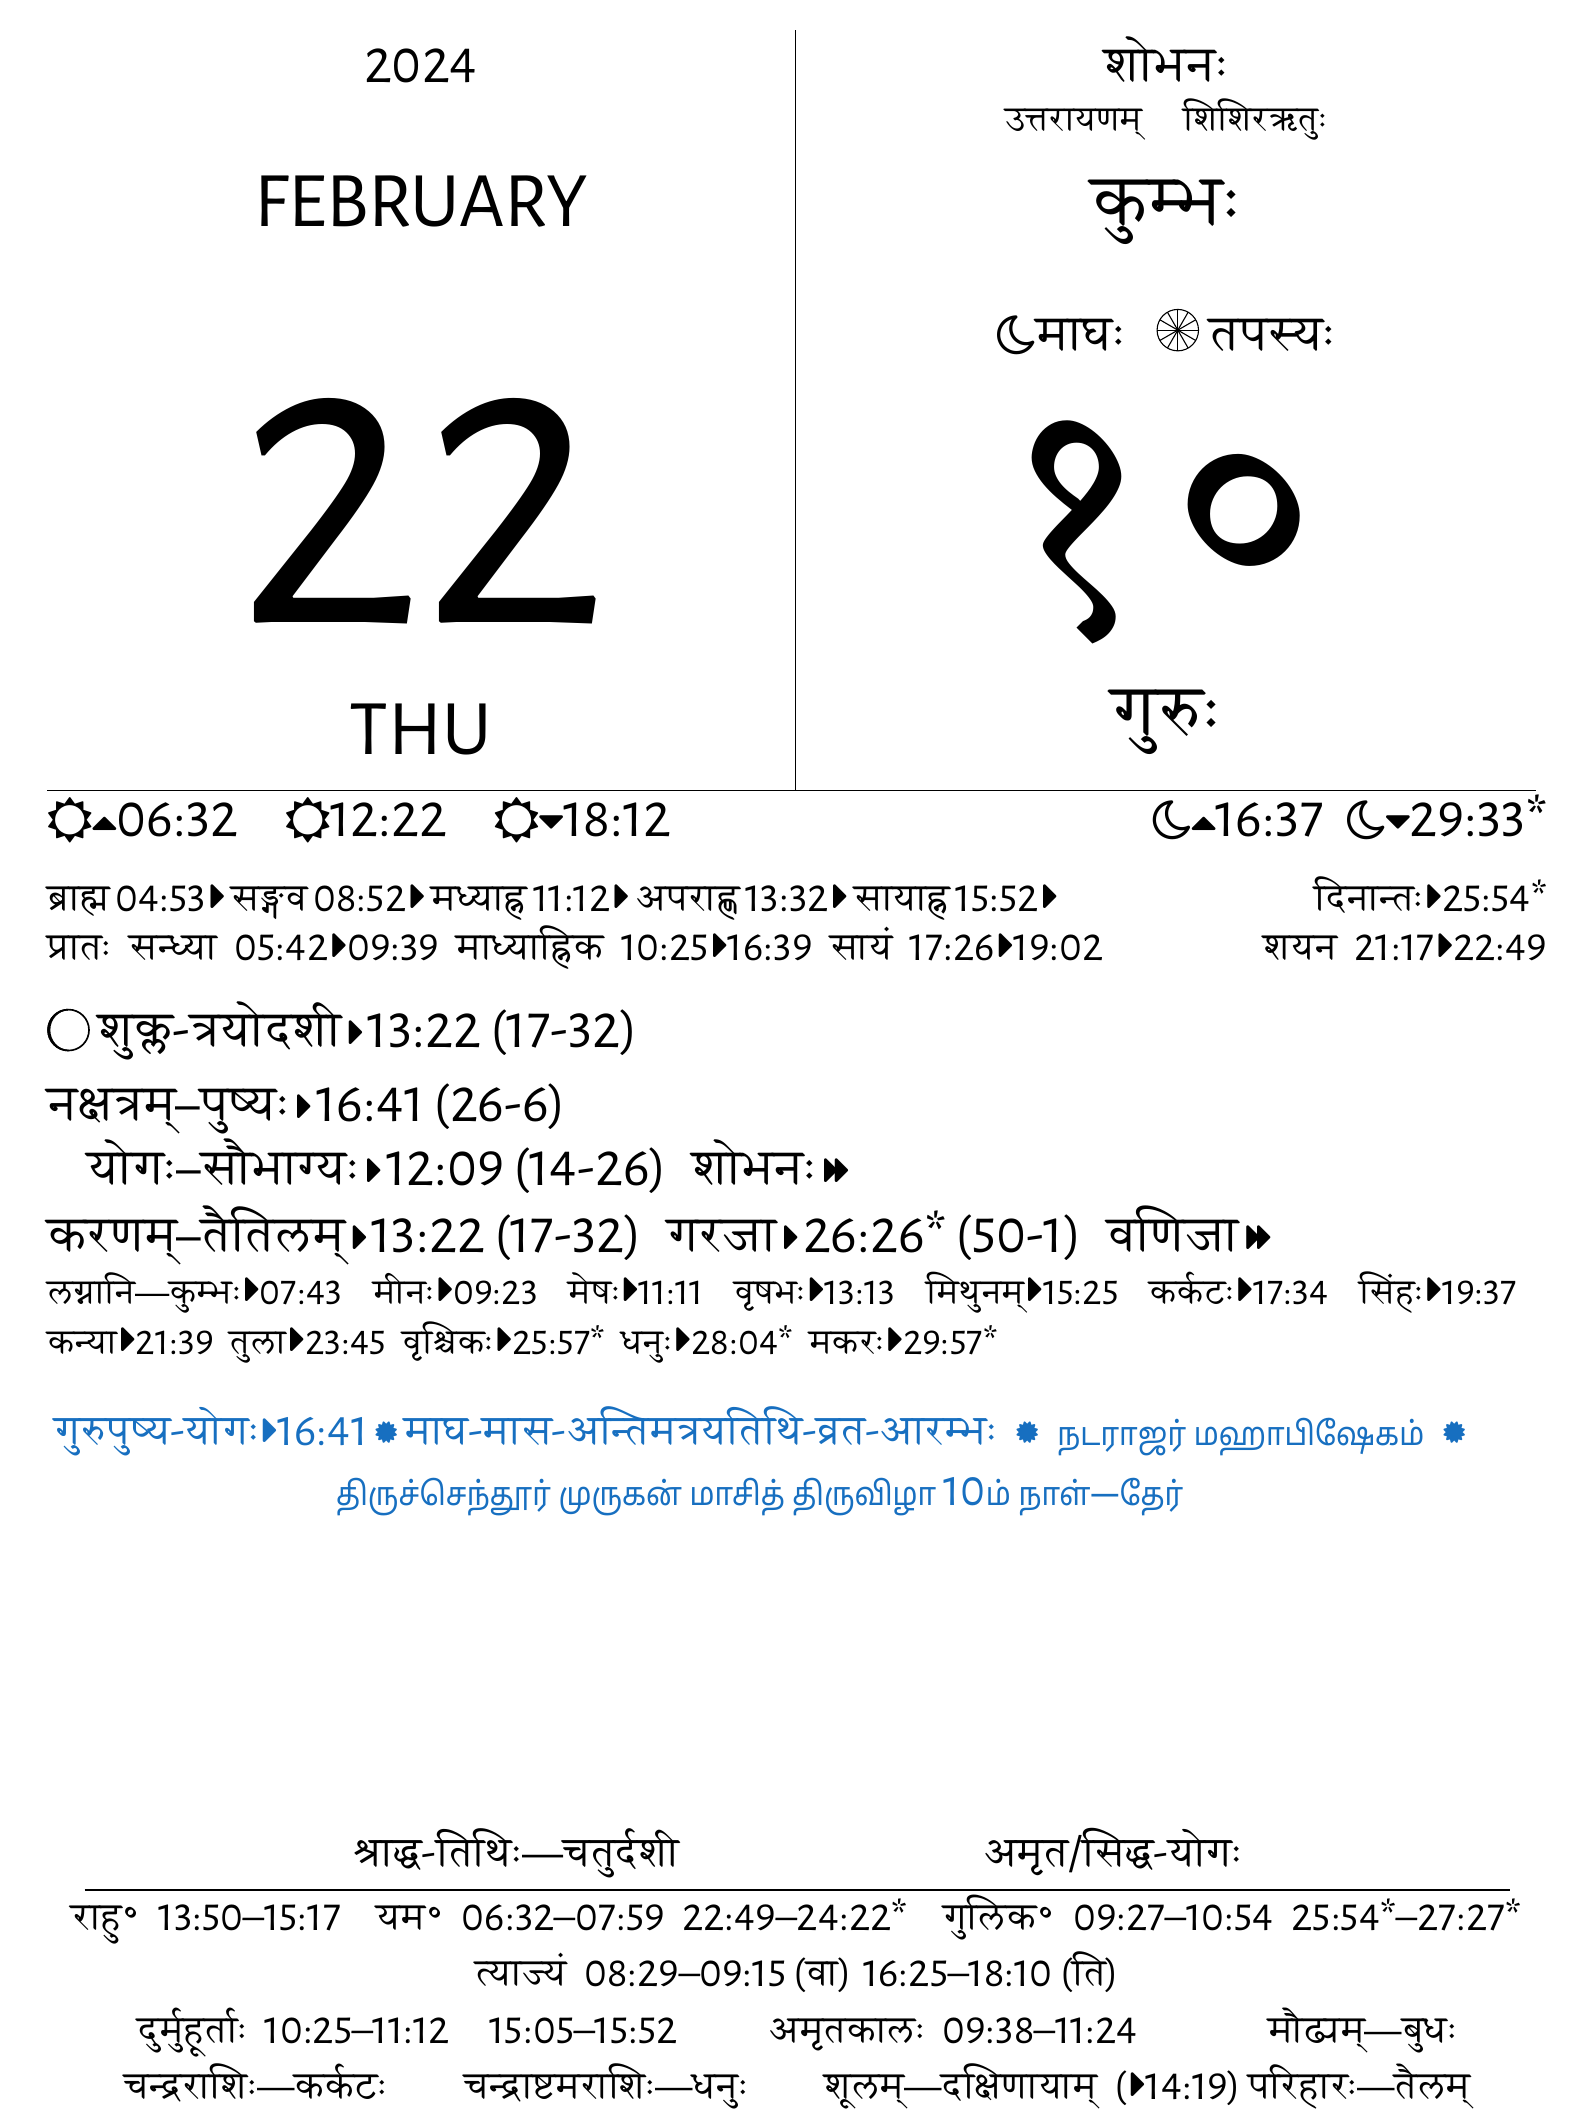 2024
FEBRUARY
22
THU
शोभनः
उत्तरायणम् शिशिरऋतुः
कुम्भः
माघः तपस्यः
१०
गुरुः
06:32 12:22 18:12 16:37 29:33*
ब्राह्म 04:53 सङ्गव 08:52 मध्याह्न 11:12 अपराह्ण 13:32 सायाह्न 15:52 दिनान्तः 25:54*
प्रातः सन्ध्या 05:42 09:39 माध्याह्निक 10:25 16:39 सायं 17:26 19:02 शयन 21:17 22:49
शुक्ल-त्रयोदशी 13:22 (17-32)
नक्षत्रम्–पुष्यः 16:41 (26-6)
योगः–सौभाग्यः 12:09 (14-26) शोभनः
करणम्–तैतिलम् 13:22 (17-32) गरजा 26:26* (50-1) वणिजा
लग्नानि—कुम्भः 07:43 मीनः 09:23 मेषः 11:11 वृषभः 13:13 मिथुनम् 15:25 कर्कटः 17:34 सिंहः 19:37
कन्या 21:39 तुला 23:45 वृश्चिकः 25:57* धनुः 28:04* मकरः 29:57*
गुरुपुष्य-योगः 16:41 माघ-मास-अन्तिमत्रयतिथि-व्रत-आरम्भः நடராஜர் மஹாபிஷேகம்
திருச்செந்தூர் முருகன் மாசித் திருவிழா 10ம் நாள்—தேர்
श्राद्ध-तिथिः—चतुर्दशी अमृत/सिद्ध-योगः
राहु॰ 13:50–15:17 यम॰ 06:32–07:59 22:49–24:22* गुलिक॰ 09:27–10:54 25:54*–27:27*
त्याज्यं 08:29–09:15 (वा) 16:25–18:10 (ति)
दुर्मुहूर्ताः 10:25–11:12 15:05–15:52 अमृतकालः 09:38–11:24 मौढ्यम्—बुधः
चन्द्रराशिः—कर्कटः चन्द्राष्टमराशिः—धनुः शूलम्—दक्षिणायाम् (14:19) परिहारः—तैलम्